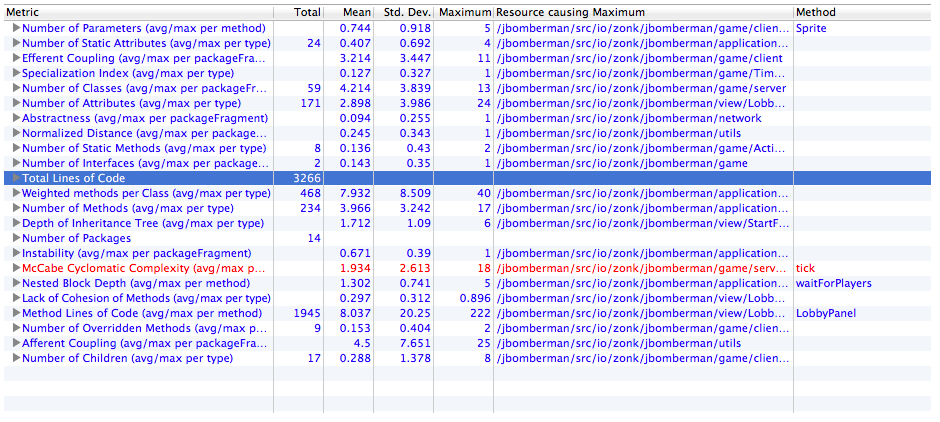 Metric Total Mean Std. Dev. Maximum Resource causing Maximum Method
Number of Parameters (avg/max per method) 0.744 0.918 5 /jbomberman/src/io/zonk/jbomberman/game/clien... Sprite
Number of Static Attributes (avg/max per type) 24 0.407 0.692 4 /jbomberman/src/io/zonk/jbomberman/application...
Efferent Coupling (avg/max per packageFra... 3.214 3.447 11 /jbomberman/src/io/zonk/jbomberman/game/client
Specialization Index (avg/max per type) 0.127 0.327 1 /jbomberman/src/io/zonk/jbomberman/game/Tim...
Number of Classes (avg/max per packageFr... 59 4.214 3.839 13 /jbomberman/src/io/zonk/jbomberman/game/server
Number of Attributes (avg/max per type) 171 2.898 3.986 24 /jbomberman/src/io/zonk/jbomberman/view/Lobb...
Abstractness (avg/max per packageFragment) 0.094 0.255 1 /jbomberman/src/io/zonk/jbomberman/network
Normalized Distance (avg/max per package... 0.245 0.343 1 /jbomberman/src/io/zonk/jbomberman/utils
Number of Static Methods (avg/max per type) 8 0.136 0.43 2 /jbomberman/src/io/zonk/jbomberman/game/Acti...
Number of Interfaces (avg/max per package... 2 0.143 0.35 1 /jbomberman/src/io/zonk/jbomberman/game
Total Lines of Code 3266
Weighted methods per Class (avg/max per type) 468 7.932 8.509 40 /jbomberman/src/io/zonk/jbomberman/application...
Number of Methods (avg/max per type) 234 3.966 3.242 17 /jbomberman/src/io/zonk/jbomberman/application...
Depth of Inheritance Tree (avg/max per type) 1.712 1.09 6 /jbomberman/src/io/zonk/jbomberman/view/StartF...
Number of Packages 14
Instability (avg/max per packageFragment) 0.671 0.39 1 /jbomberman/src/io/zonk/jbomberman/application...
McCabe Cyclomatic Complexity (avg/max p... 1.934 2.613 18 /jbomberman/src/io/zonk/jbomberman/game/serv... tick
Nested Block Depth (avg/max per method) 1.302 0.741 5 /jbomberman/src/io/zonk/jbomberman/application... waitForPlayers
Lack of Cohesion of Methods (avg/max per type) 0.297 0.312 0.896 /jbomberman/src/io/zonk/jbomberman/view/Lobb...
Method Lines of Code (avg/max per method) 1945 8.037 20.25 222 /jbomberman/src/io/zonk/jbomberman/view/Lobb... LobbyPanel
Number of Overridden Methods (avg/max p... 9 0.153 0.404 2 /jbomberman/src/io/zonk/jbomberman/game/clien...
Afferent Coupling (avg/max per packageFra... 4.5 7.651 25 /jbomberman/src/io/zonk/jbomberman/utils
Number of Children (avg/max per type) 17 0.288 1.378 8 /jbomberman/src/io/zonk/jbomberman/game/clien...